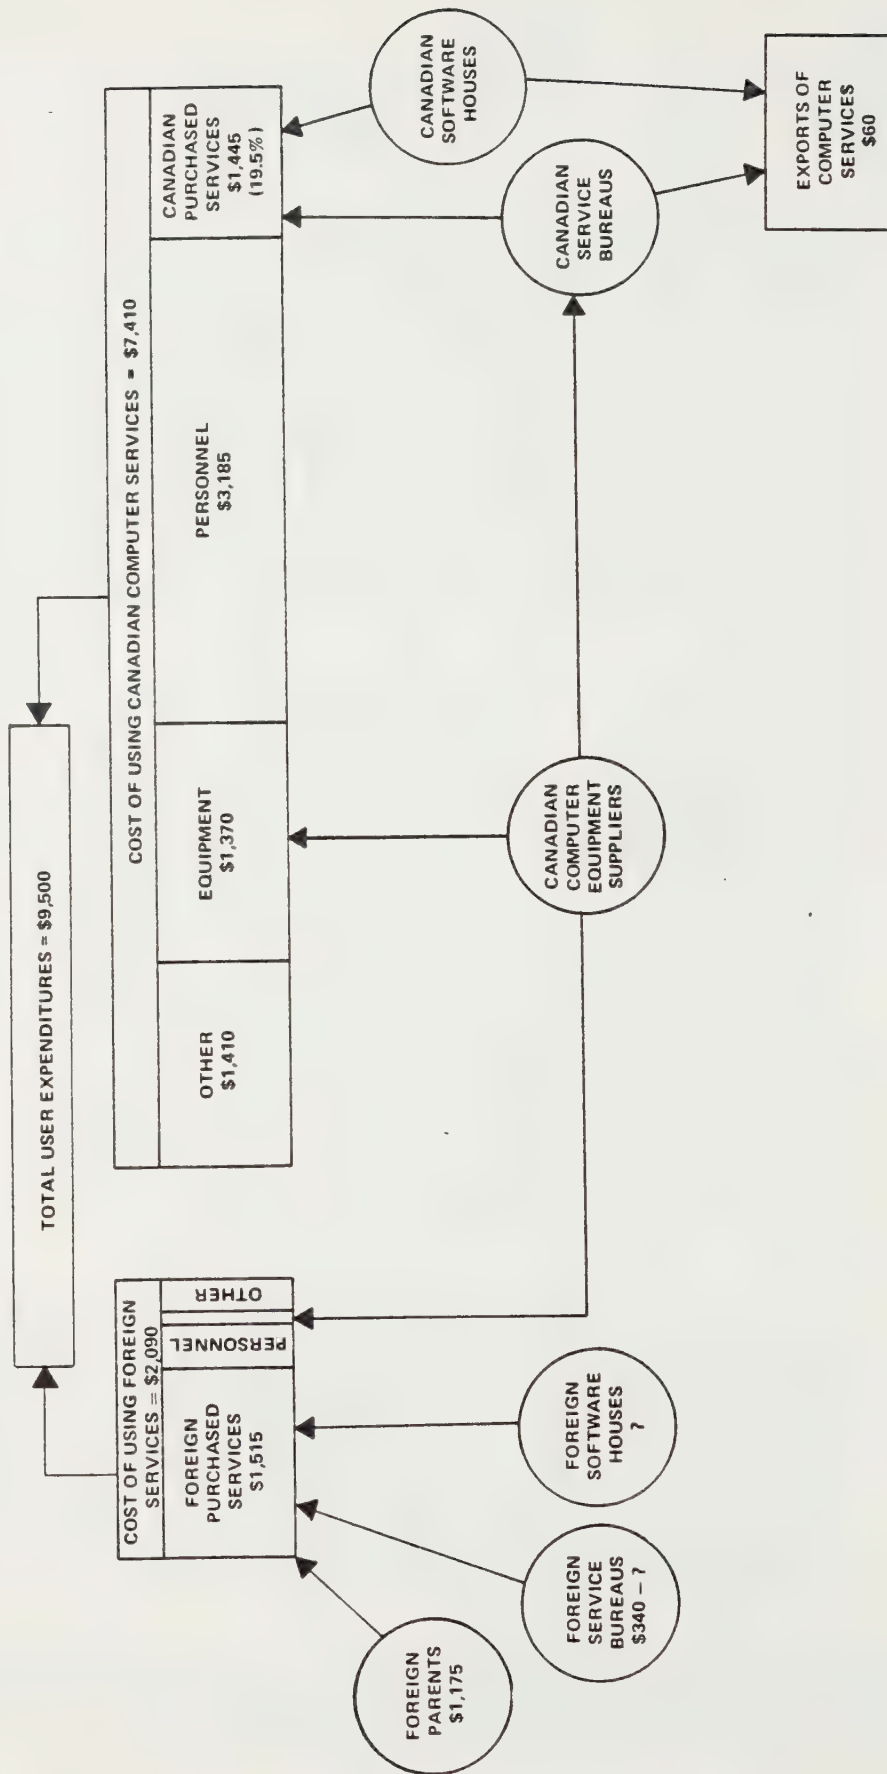 TOTAL USER EXPENDITURES = $9,500
COST OF USING FOREIGN
SERVICES = $2,090
FOREIGN
PURCHASED
SERVICES
$1,515
PERSONNEL
OTHER
COST OF USING CANADIAN COMPUTER SERVICES = $7,410
OTHER
$1,410
EQUIPMENT
$1,370
PERSONNEL
$3,185
CANADIAN
PURCHASED
SERVICES
$1,445
(19.5%)
FOREIGN
PARENTS
$1,175
FOREIGN
SERVICE
BUREAUS
$340 – ?
FOREIGN
SOFTWARE
HOUSES
?
CANADIAN
COMPUTER
EQUIPMENT
SUPPLIERS
CANADIAN
SERVICE
BUREAUS
CANADIAN
SOFTWARE
HOUSES
EXPORTS OF
COMPUTER
SERVICES
$60